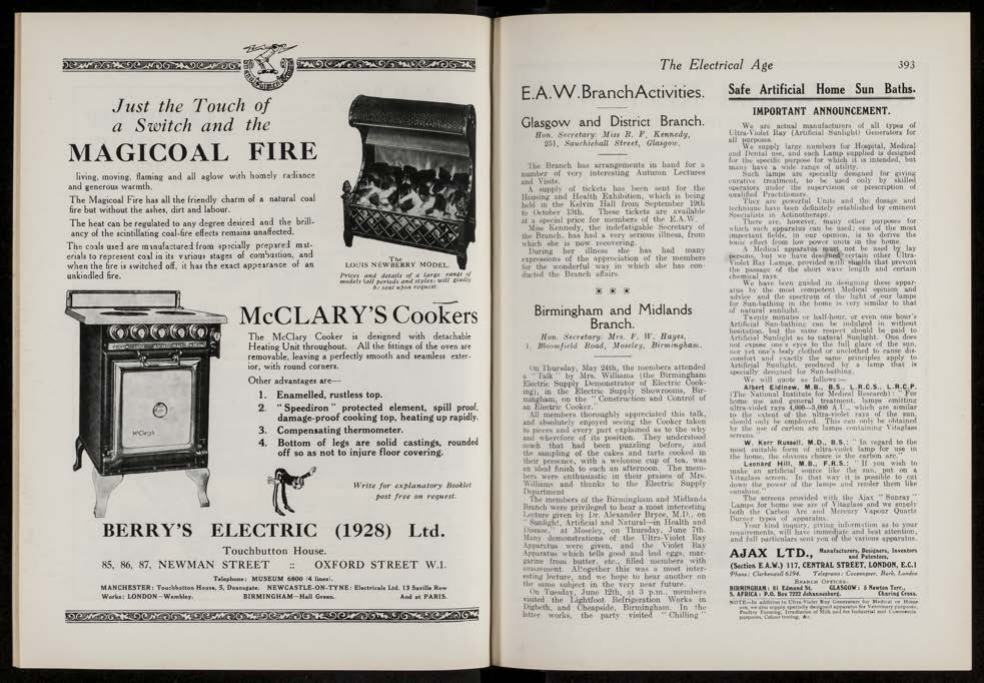 Just the Touch of
a Switch and the
MAGICOAL FIRE
living, moving, flaming and all aglow with homely radiance
and generous warmth.
The Magicoal Fire has all the friendly charm of a natural coal
fire but without the ashes, dirt and labour.
The heat can be regulated to any degree desired and the brill-
ancy of the scintillating coal-fire effects remains unaffected.
The coals used are manufactured from specially prepared mat-
erials to represent coal in its various stages of combustion, and
when the fire is switched off, it has the exact appearance of an
unkindled fire.
The
LOUIS NEWBERRY MODEL.
Prices and details of a large range of
models (all periods and styles) will gladly
be sent upon request.
McCLARY'S Cookers
The McClary Cooker is designed with detachable
Heating Unit throughout. All the fittings of the oven are
removable, leaving a perfectly smooth and seamless exter-
ior, with round corners.
Other advantages are—
1. Enamelled, rustless top.
2. "Speediron" protected element, spill proof,
damage-proof cooking top, heating up rapidly.
3. Compensating thermometer.
4. Bottom of legs are solid castings, rounded
off so as not to injure floor covering.
McClary's
Write for explanatory Booklet
post free on request.
BERRY'S ELECTRIC (1928) Ltd.
Touchbutton House.
85, 86, 87, NEWMAN STREET :: OXFORD STREET W.1.
Telephone: MUSEUM 6800 (4 lines).
MANCHESTER: Touchbutton House, 5, Deansgate. NEWCASTLE-ON-TYNE: Electricals Ltd. 13 Saville Row
Works: LONDON—Wembley. BIRMINGHAM—Hall Green. And at PARIS.
The Electrical Age 393
E.A.W. Branch Activities.
Glasgow and District Branch.
Hon. Secretary: Miss R. F. Kennedy,
251, Sauchiehall Street, Glasgow.
The Branch has arrangements in hand for a
number of very interesting Autumn Lectures
and Visits.
A supply of tickets has been sent for the
Housing and Health Exhibition, which is being
held in the Kelvin Hall from September 19th
to October 13th. These tickets are available
at a special price for members of the E.A.W.
Miss Kennedy, the indefatigable Secretary of
the Branch, has had a very serious illness, from
which she is now recovering.
During her illness she has had many
expressions of the appreciation of the members
for the wonderful way in which she has con-
ducted the Branch affairs.
* * *
Birmingham and Midlands
Branch.
Hon. Secretary: Mrs. F. W. Hayes,
1, Bloomfield Road, Moseley, Birmingham.
On Thursday, May 24th, the members attended
a "Talk" by Mrs. Williams (the Birmingham
Electric Supply Demonstrator of Electric Cook-
ing), in the Electric Supply Showrooms, Bir-
mingham, on the "Construction and Control of
an Electric Cooker."
All members thoroughly appreciated this talk,
and absolutely enjoyed seeing the Cooker taken
to pieces and every part explained as to the why
and wherefore of its position. They understood
much that had been puzzling before, and
the sampling of the cakes and tarts cooked in
their presence, with a welcome cup of tea, was
an ideal finish to such an afternoon. The mem-
bers were enthusiastic in their praises of Mrs.
Williams and thanks to the Electric Supply
Department
The members of the Birmingham and Midlands
Branch were privileged to hear a most interesting
Lecture given by Dr. Alexander Bryce, M.D., on
"Sunlight, Artificial and Natural—in Health and
Disease," at Moseley, on Thursday, June 7th.
Many demonstrations of the Ultra-Violet Ray
Apparatus were given, and the Violet Ray
Apparatus which tells good and bad eggs, mar-
garine from butter, etc., filled members with
amazement. Altogether this was a most inter-
esting lecture, and we hope to hear another on
the same subject in the very near future.
On Tuesday, June 12th, at 3 p.m., members
visited the Lightfoot Refrigeration Works in
Digbeth, and Cheapside, Birmingham. In the
latter works, the party visited "Chilling"
Safe Artificial Home Sun Baths.
IMPORTANT ANNOUNCEMENT.
We are actual manufacturers of all types of
Ultra-Violet Ray (Artificial Sunlight) Generators for
all purposes.
We supply large numbers for Hospital, Medical
and Dental use, and each Lamp supplied is designed
for the specific purpose for which it is intended, but
many have a wide range of utility.
Such lamps are specially designed for giving
curative treatment, to be used only by skilled
operators under the supervision or prescription of
qualified Practitioners.
They are powerful Units and the dosage and
technique have been definitely established by eminent
Specialists in Actinotherapy.
There are, however, many other purposes for
which such apparatus can be used; one of the most
important fields, in our opinion, is to derive the
tonic effect from low power units in the home.
A Medical apparatus must not be used by lay
persons, but we have designed certain other Ultra-
Violet Ray Lamps, provided with shields that prevent
the passage of the short wave length and certain
chemical rays.
We have been guided in designing these appar-
atus by the most competent Medical opinion and
advice and the spectrum of the light of our lamps
for Sun-bathing in the home is very similar to that
of natural sunlight.
Twenty minutes or half-hour, or even one hour's
Artificial Sun-bathing can be indulged in without
hesitation, but the same respect should be paid to
Artificial Sunlight as to natural Sunlight. One does
not expose one's eyes to the full glare of the sun,
nor yet one's body clothed or unclothed to cause dis-
comfort and exactly the same principles apply to
Artificial Sunlight, produced by a lamp that is
specially designed for Sun-bathing.
We will quote as follows:—
Albert Eidinow, M.B., B.S., L.R.C.S., L.R.C.P.
(The National Institute for Medical Research): "For
home use and general treatment, lamps emitting
ultra-violet rays 4,000—3,000 A.U., which are similar
to the extent of the ultra-violet rays of the sun,
should only be employed. This can only be obtained
by the use of carbon arc lamps containing Vitaglass
screens.
W. Kerr Russell, M.D., B.S.: "In regard to the
most suitable form of ultra-violet lamp for use in
the home, the obvious choice is the carbon arc."
Leonard Hill, M.B., F.R.S.: "If you wish to
make an artificial source like the sun, put on a
Vitaglass screen. In that way it is possible to cut
down the power of the lamps and render them like
sunshine."
The screens provided with the Ajax "Sunray"
Lamps for home use are of Vitaglass and we supply
both the Carbon Arc and Mercury Vapour Quartz
Burner types of apparatus.
Your kind inquiry, giving information as to your
requirements, will have immediate and best attention,
and full particulars sent you of the various apparatus.
AJAX LTD., Manufacturers, Designers, Inventors
and Patentees,
(Section E.A.W.) 117, CENTRAL STREET, LONDON, E.C.1
Phone: Clerkenwell 6294.
BRANCH OFFICES:
BIRMINGHAM: 81 Edmund St. GLASGOW: 5 Newton Terr.,
S. AFRICA: P.O. Box 7222 Johannesburg. Charing Cross.
NOTE—In addition to Ultra-Violet Ray Generators for Medical or Home
use, we also supply specially designed apparatus for Veterinary purposes,
Poultry Farming, Irradiation of Milk and for Industrial and Commercial
purposes, Colour testing, &c.